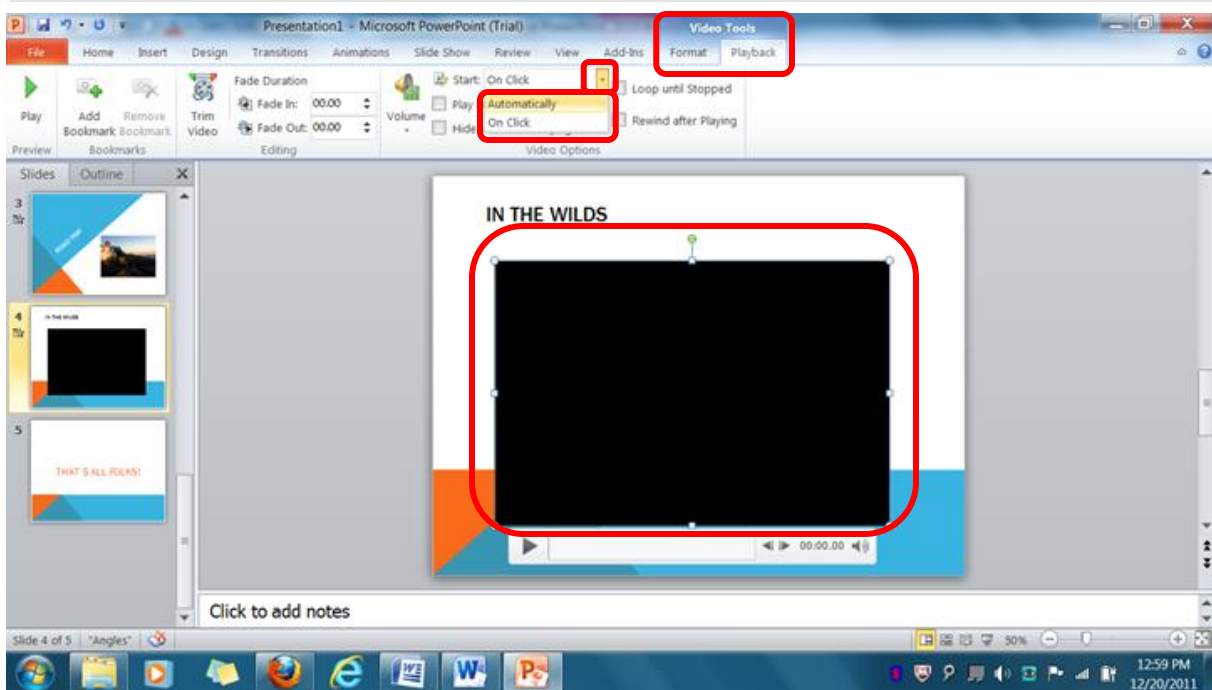 Presentation1 - Microsoft PowerPoint (Trial)
Video Tools
File Home Insert Design Transitions Animations Slide Show Review View Add-Ins Format Playback
Play
Preview
Add Bookmark
Remove Bookmark
Bookmarks
Trim Video
Fade Duration
Fade In: 00.00
Fade Out: 00.00
Editing
Volume
Start: On Click
Automatically
On Click
Play
Hide
Loop until Stopped
Rewind after Playing
Video Options
Slides Outline
3
4
IN THE WILDS
5
THAT'S ALL FOLKS!
IN THE WILDS
00:00.00
Click to add notes
Slide 4 of 5 "Angles"
50%
12:59 PM
12/20/2011